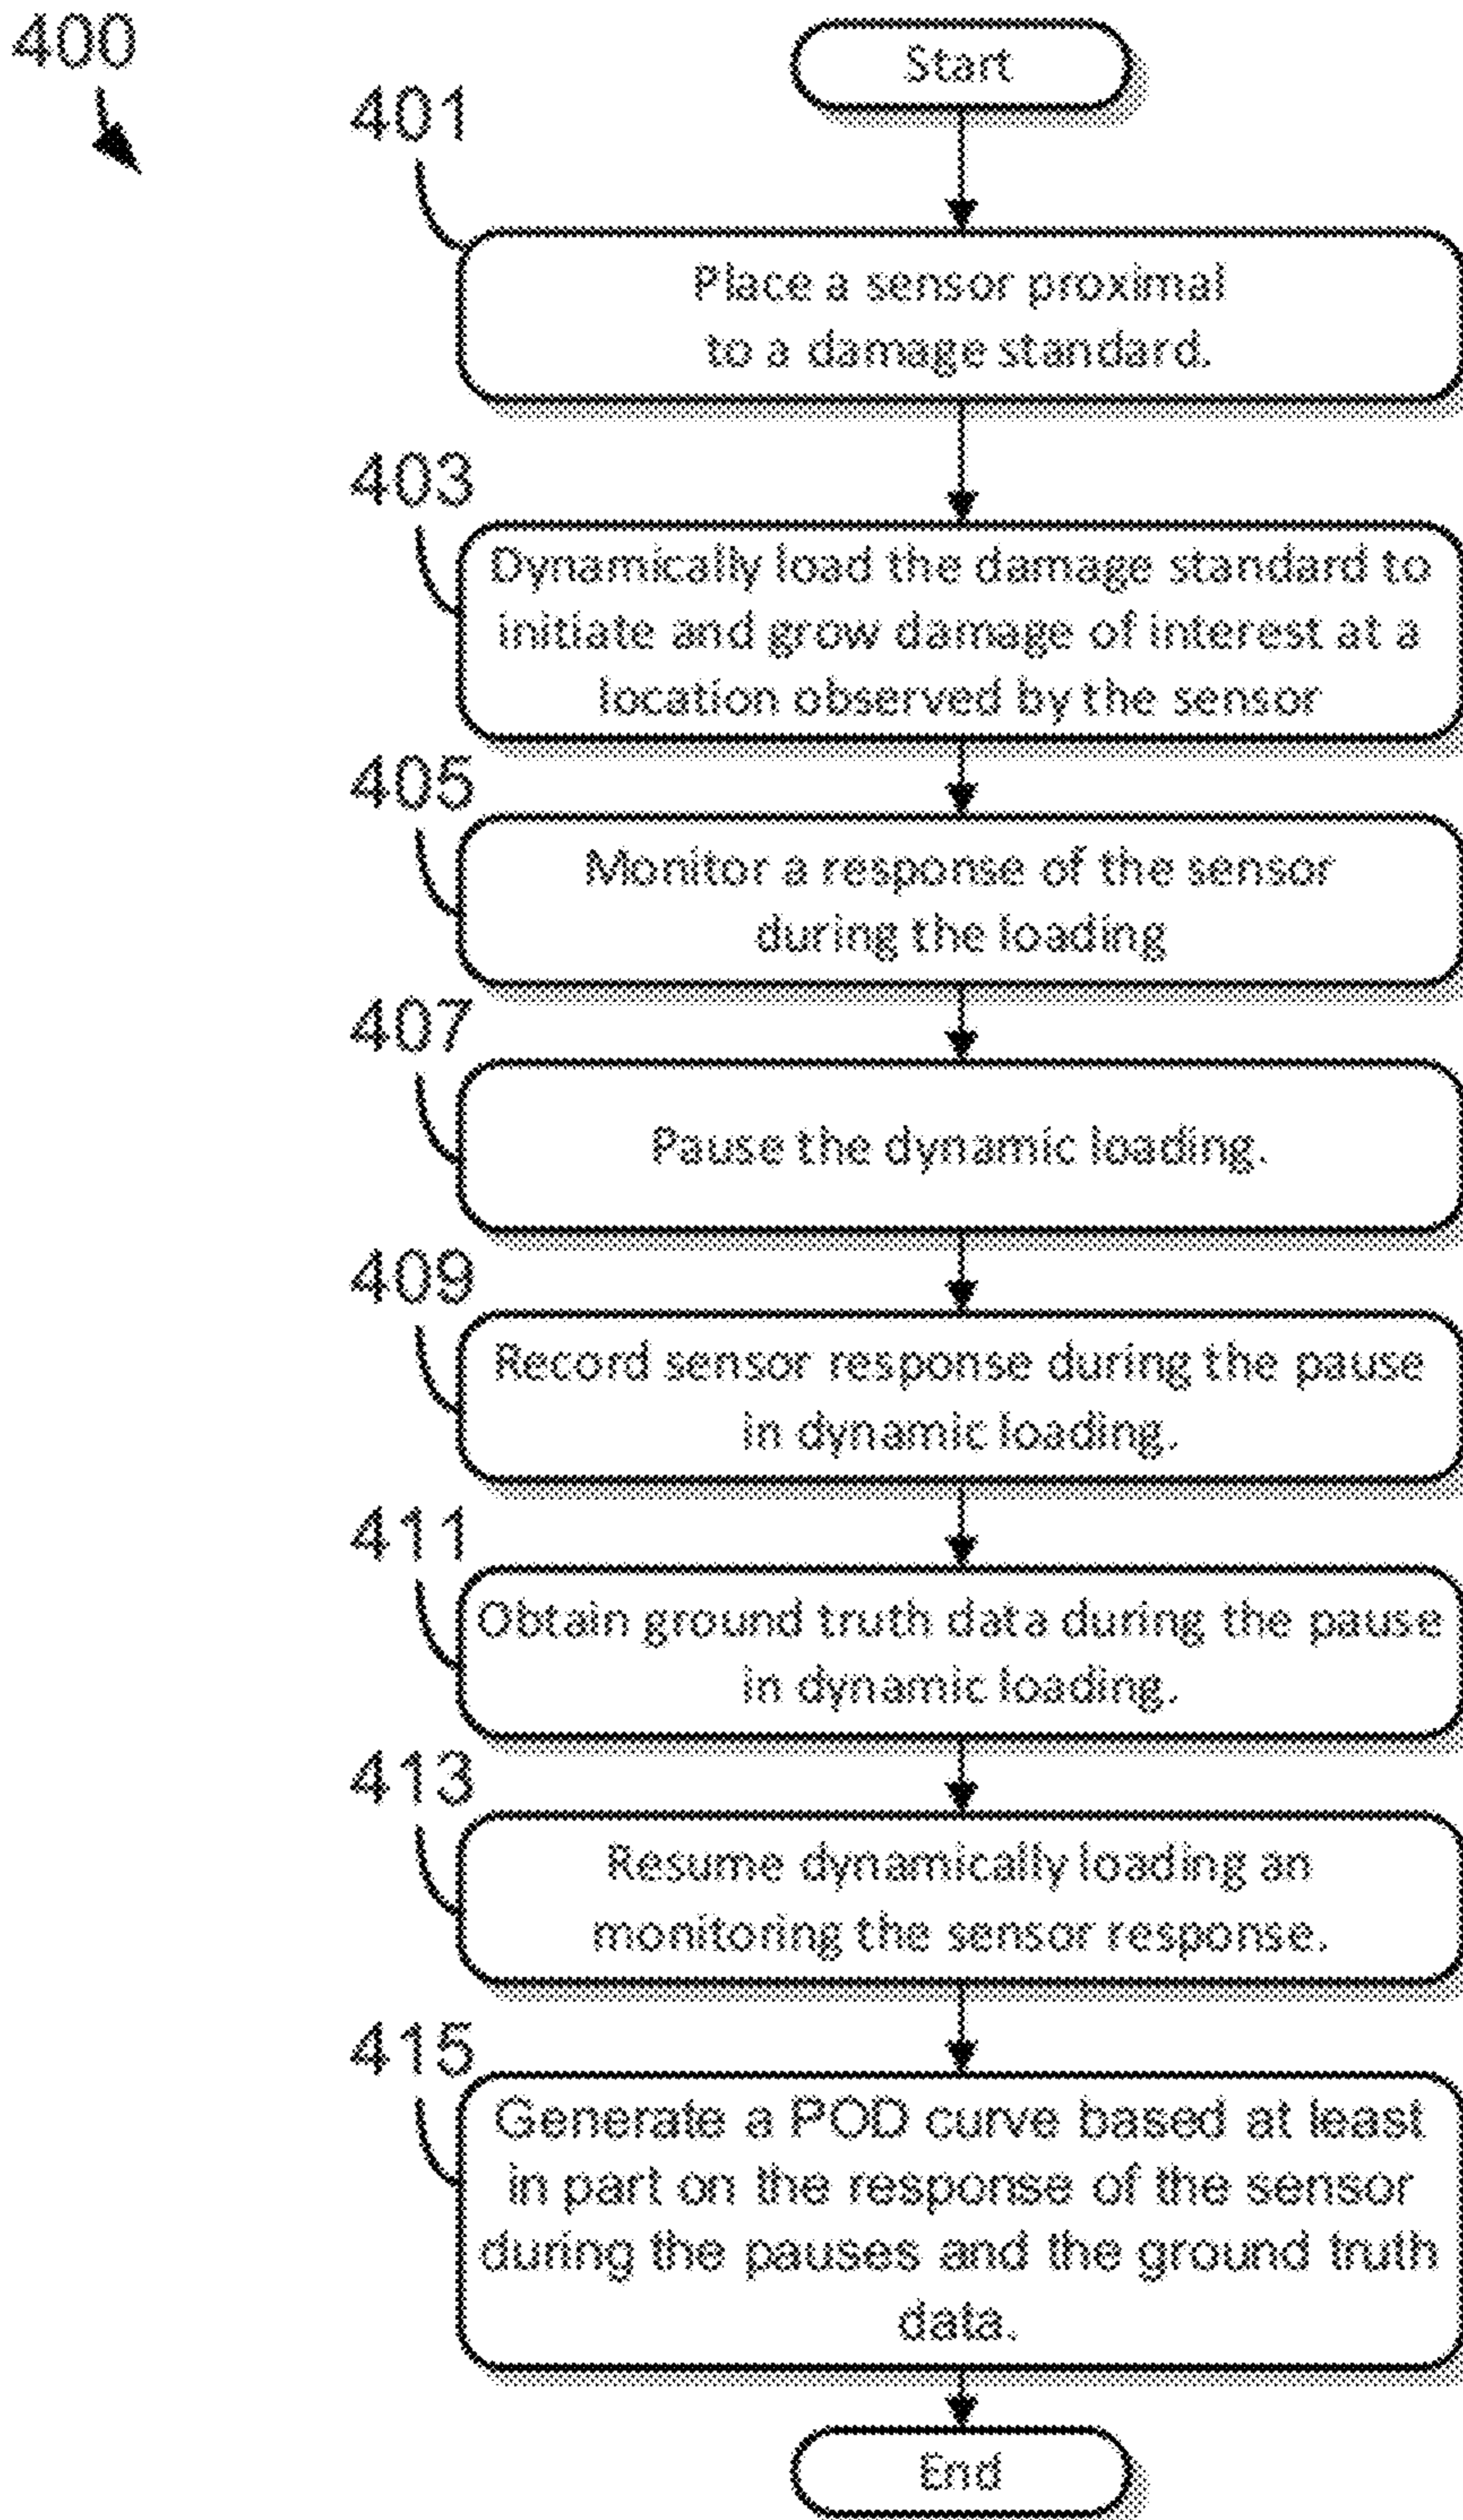 400
Start
401
Place a sensor proximal
to a damage standard.
403
Dynamically load the damage standard to
initiate and grow damage of interest at a
location observed by the sensor
405
Monitor a response of the sensor
during the loading
407
Pause the dynamic loading.
409
Record sensor response during the pause
in dynamic loading.
411
Obtain ground truth data during the pause
in dynamic loading.
413
Resume dynamically loading an
monitoring the sensor response.
415
Generate a POD curve based at least
in part on the response of the sensor
during the pauses and the ground truth
data.
End